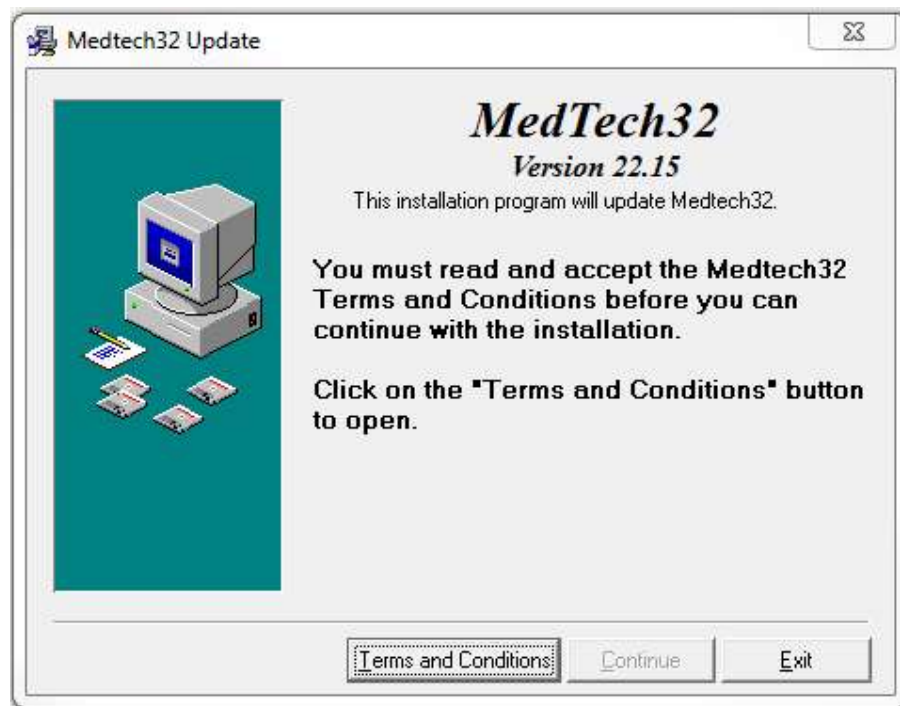 Medtech32 Update
MedTech32
Version 22.15
This installation program will update Medtech32.
You must read and accept the Medtech32
Terms and Conditions before you can
continue with the installation.
Click on the "Terms and Conditions" button
to open.
Terms and Conditions
Continue
Exit